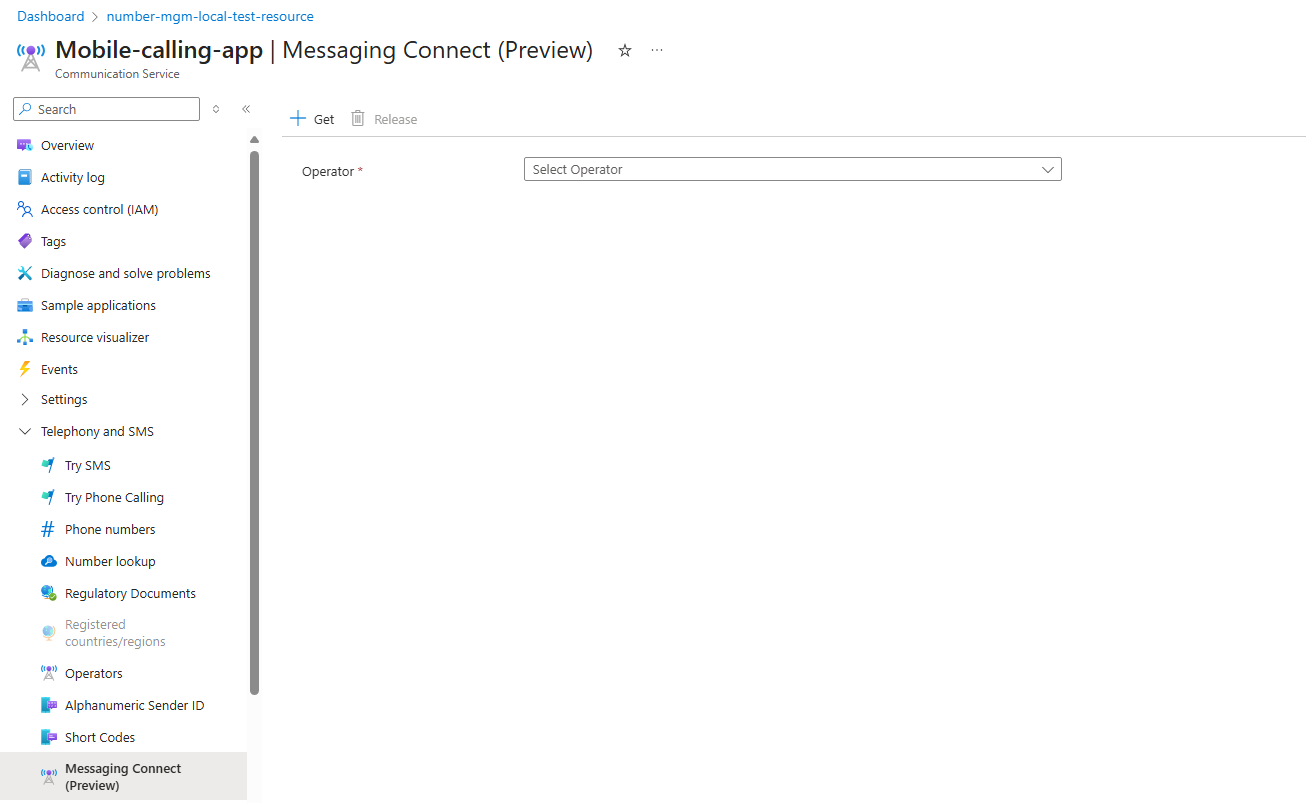 Dashboard > number-mgm-local-test-resource
Mobile-calling-app | Messaging Connect (Preview)
Communication Service
Search
Get
Release
Overview
Activity log
Access control (IAM)
Tags
Diagnose and solve problems
Sample applications
Resource visualizer
Events
Settings
Telephony and SMS
Try SMS
Try Phone Calling
Phone numbers
Number lookup
Regulatory Documents
Registered
countries/regions
Operators
Alphanumeric Sender ID
Short Codes
Messaging Connect
(Preview)
Operator *
Select Operator